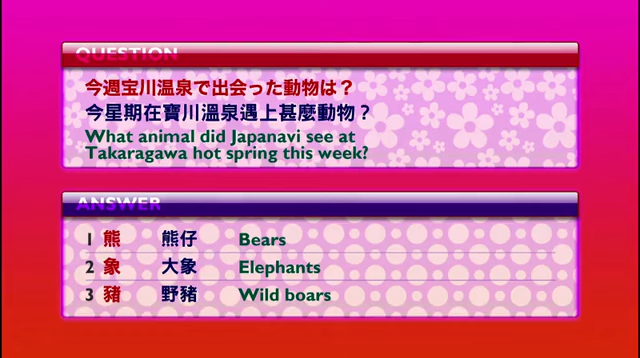 QUESTION
今週宝川温泉で出会った動物は？
今星期在寶川溫泉遇上甚麼動物？
What animal did Japanavi see at
Takaragawa hot spring this week?
ANSWER
1 熊 熊仔 Bears
2 象 大象 Elephants
3 豬 野豬 Wild boars